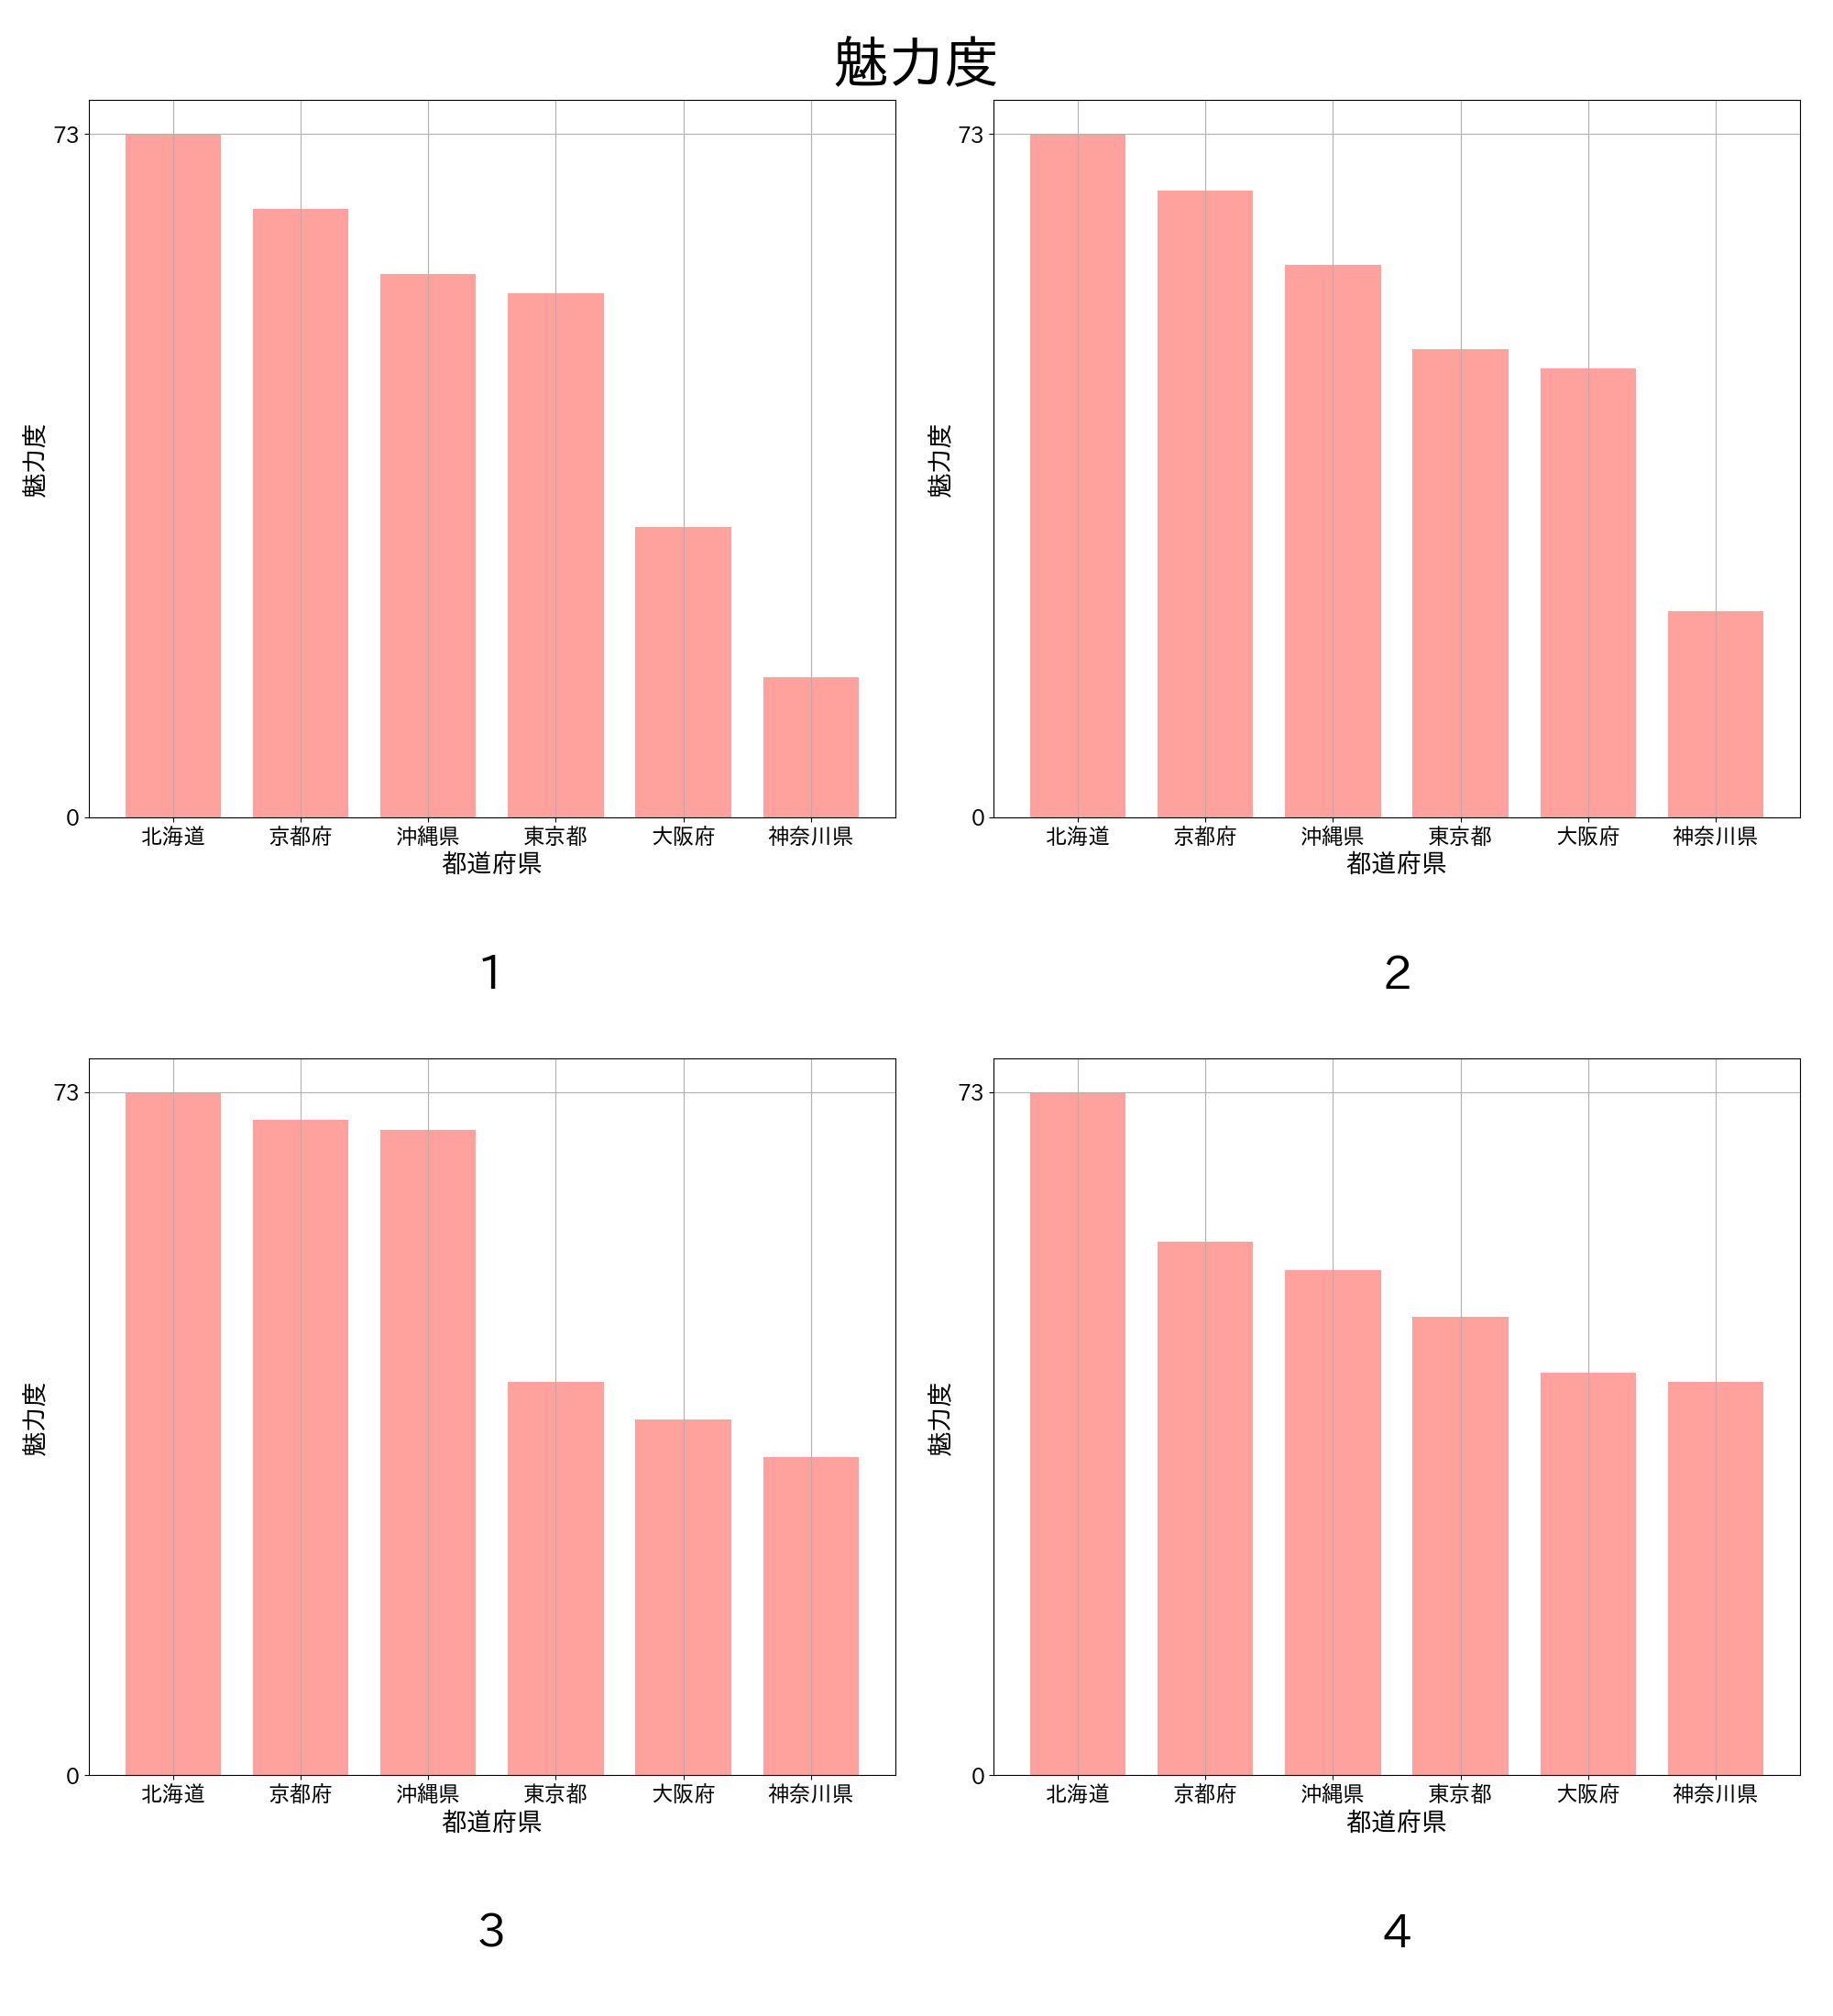 魅力度
73
0
魅力度
北海道 京都府 沖縄県 東京都 大阪府 神奈川県
都道府県
1
73
0
魅力度
北海道 京都府 沖縄県 東京都 大阪府 神奈川県
都道府県
2
73
0
魅力度
北海道 京都府 沖縄県 東京都 大阪府 神奈川県
都道府県
3
73
0
魅力度
北海道 京都府 沖縄県 東京都 大阪府 神奈川県
都道府県
4